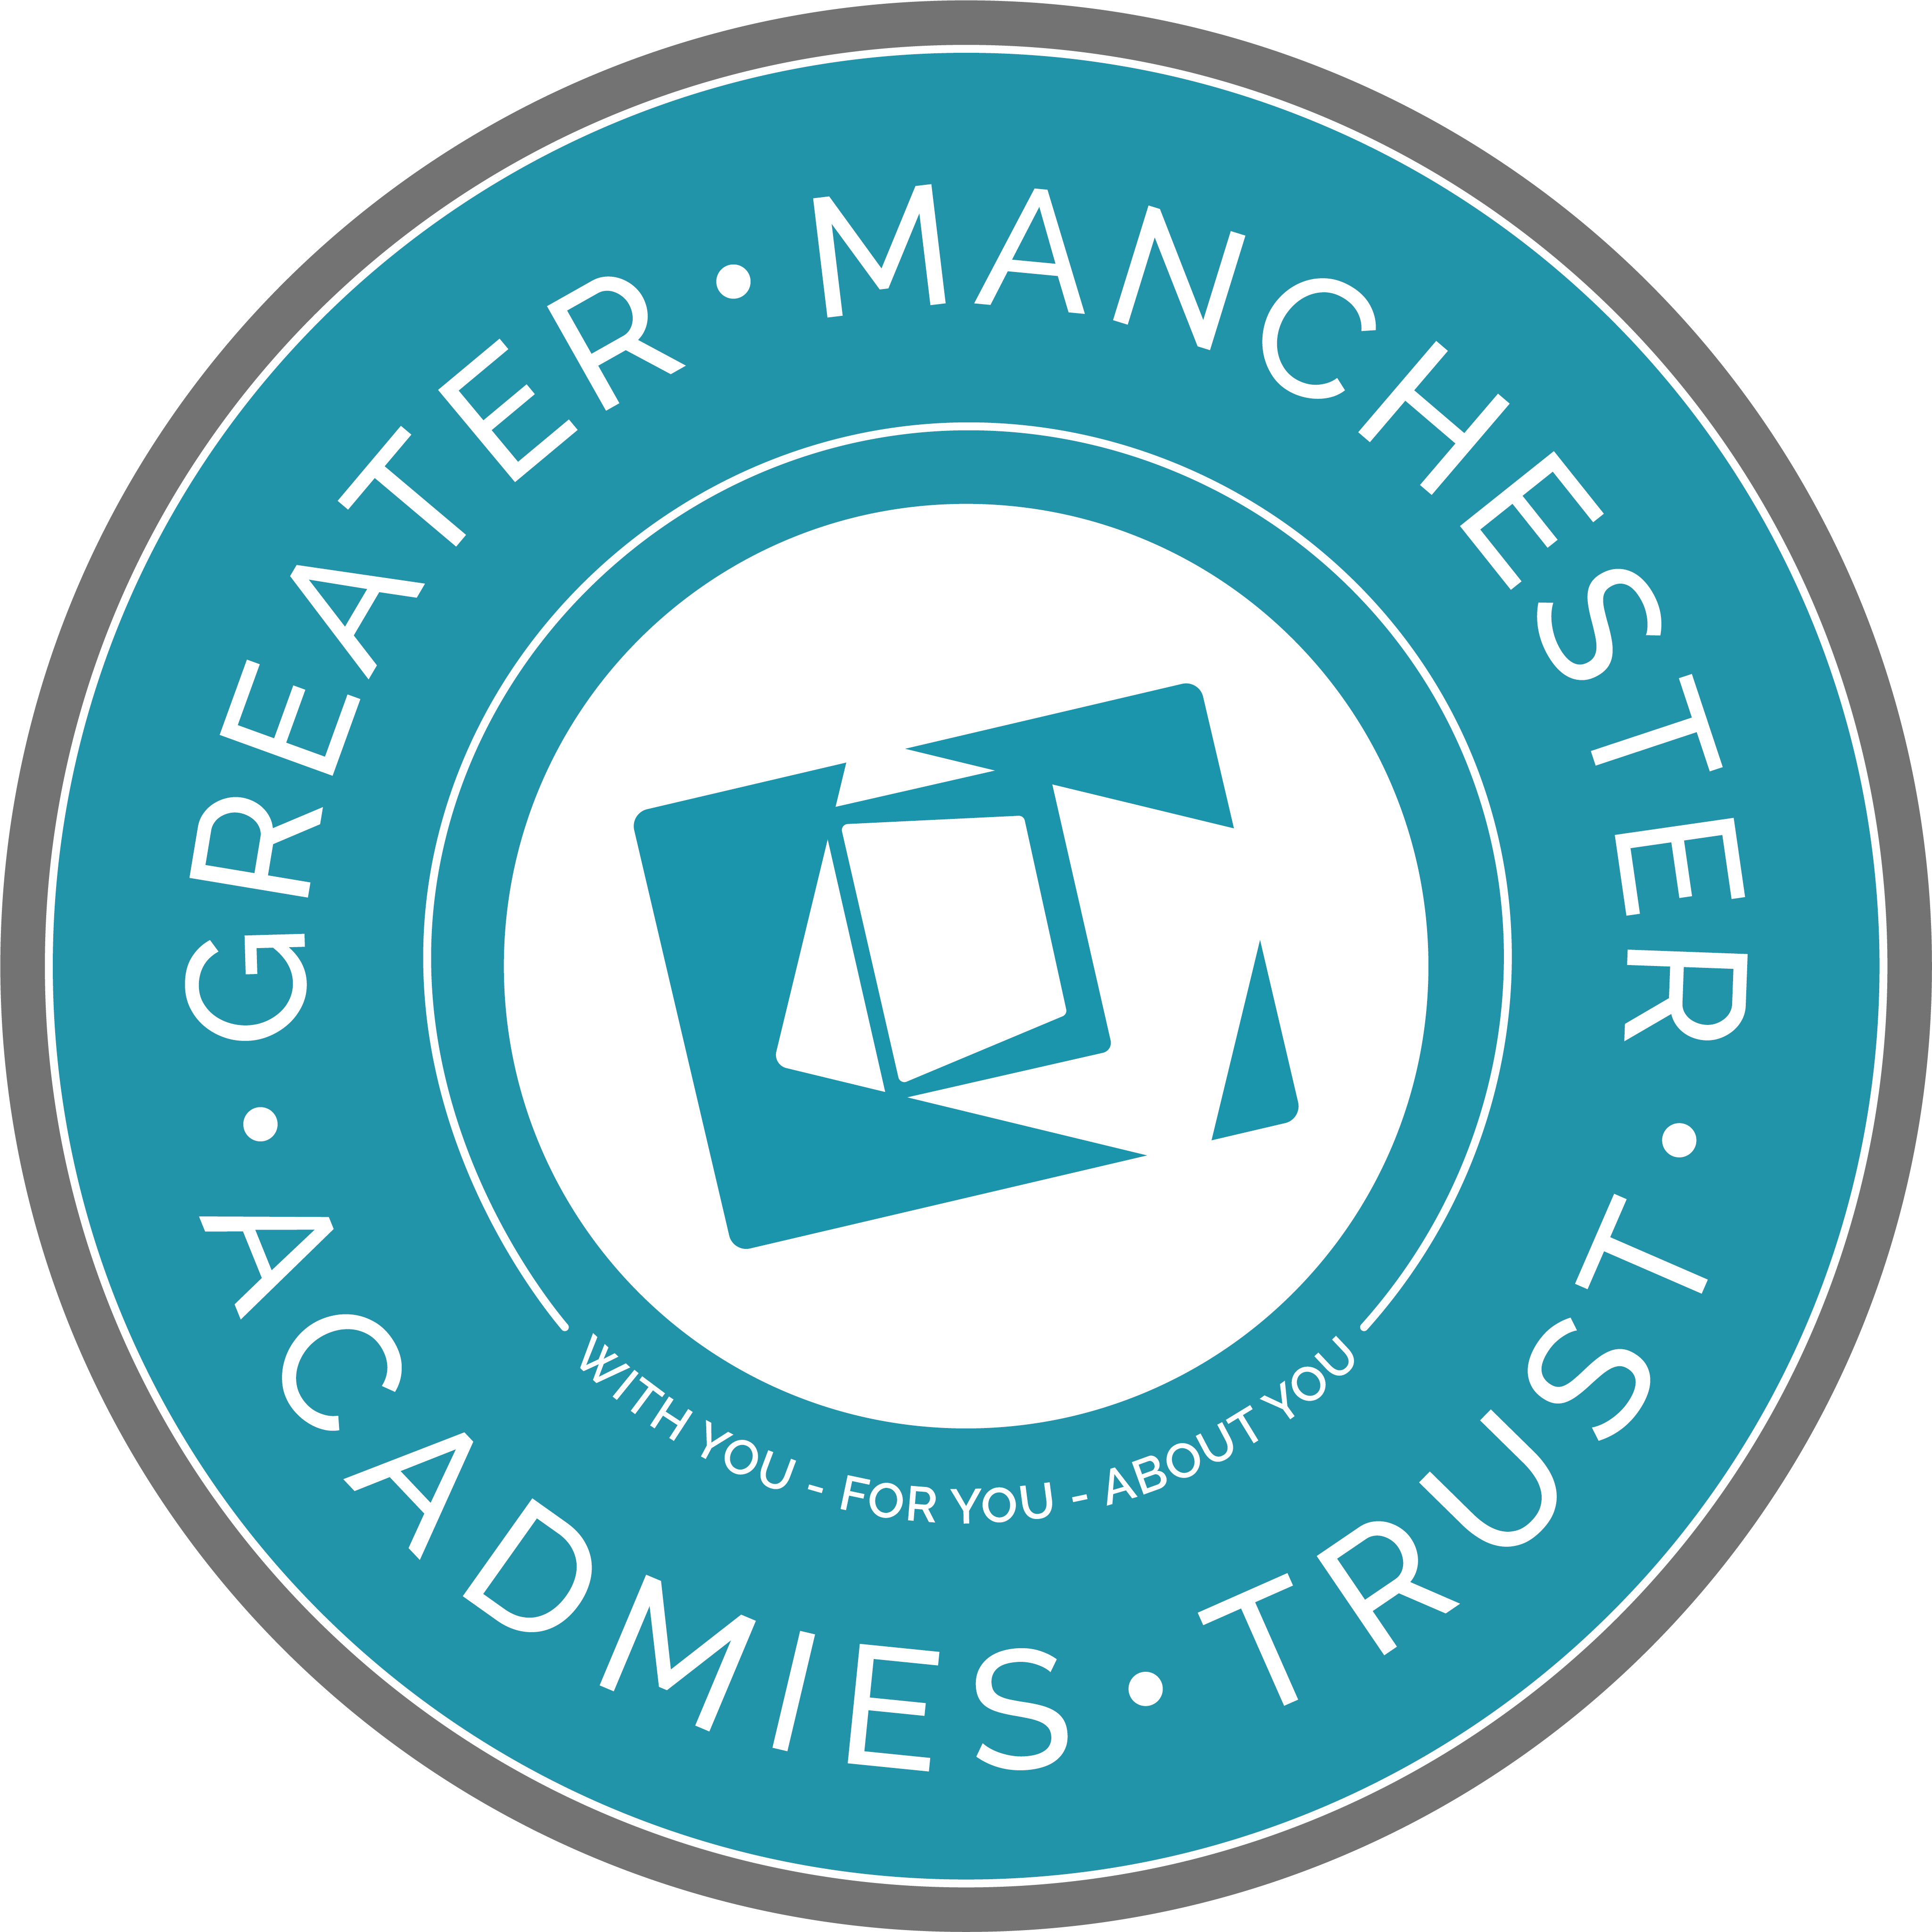 GREATER • MANCHESTER
• ACADMIES • TRUST •
WITH YOU - FOR YOU - ABOUT YOU